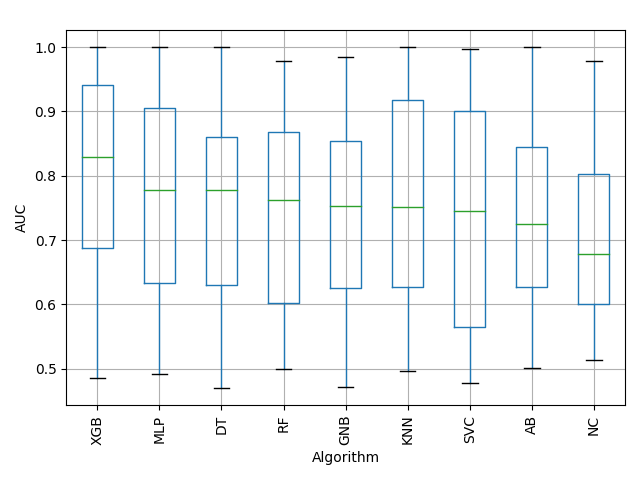 1.0
0.9
0.8
0.7
0.6
0.5
AUC
XGB
MLP
DT
RF
GNB
KNN
SVC
AB
NC
Algorithm